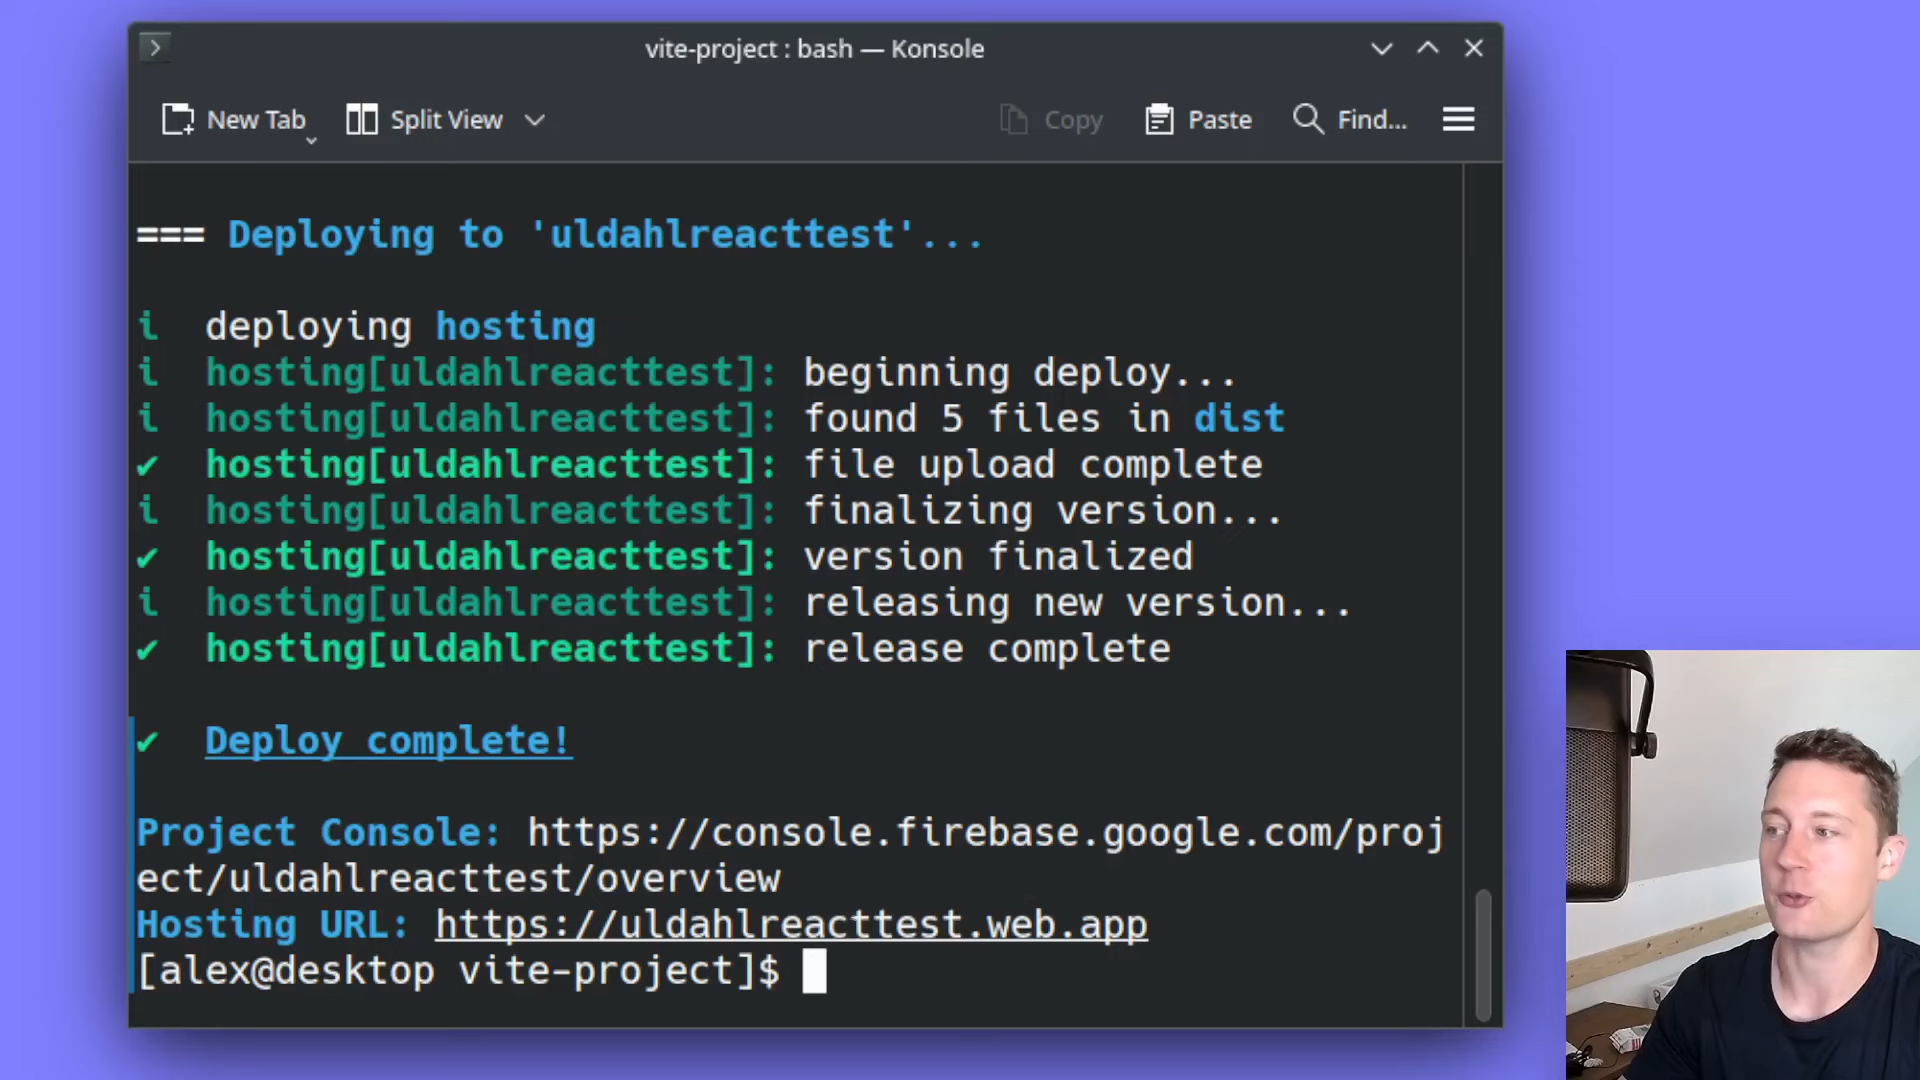 vite-project : bash — Konsole
New Tab
Split View
Copy
Paste
Find...
=== Deploying to 'uldahlreacttest'...
i deploying hosting
i hosting[uldahlreacttest]: beginning deploy...
i hosting[uldahlreacttest]: found 5 files in dist
✔ hosting[uldahlreacttest]: file upload complete
i hosting[uldahlreacttest]: finalizing version...
✔ hosting[uldahlreacttest]: version finalized
i hosting[uldahlreacttest]: releasing new version...
✔ hosting[uldahlreacttest]: release complete
✔ Deploy complete!
Project Console: https://console.firebase.google.com/proj
ect/uldahlreacttest/overview
Hosting URL: https://uldahlreacttest.web.app
[alex@desktop vite-project]$